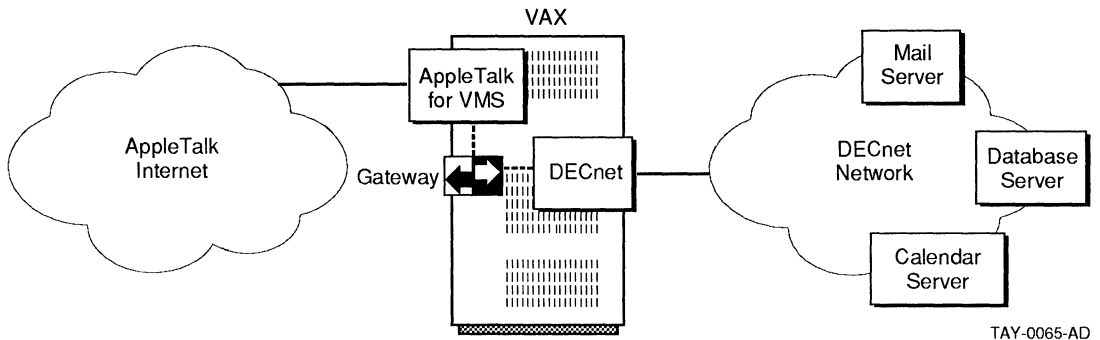 VAX
AppleTalk
for VMS
Mail
Server
AppleTalk
Internet
Gateway
DECnet
DECnet
Network
Database
Server
Calendar
Server
TAY-0065-AD